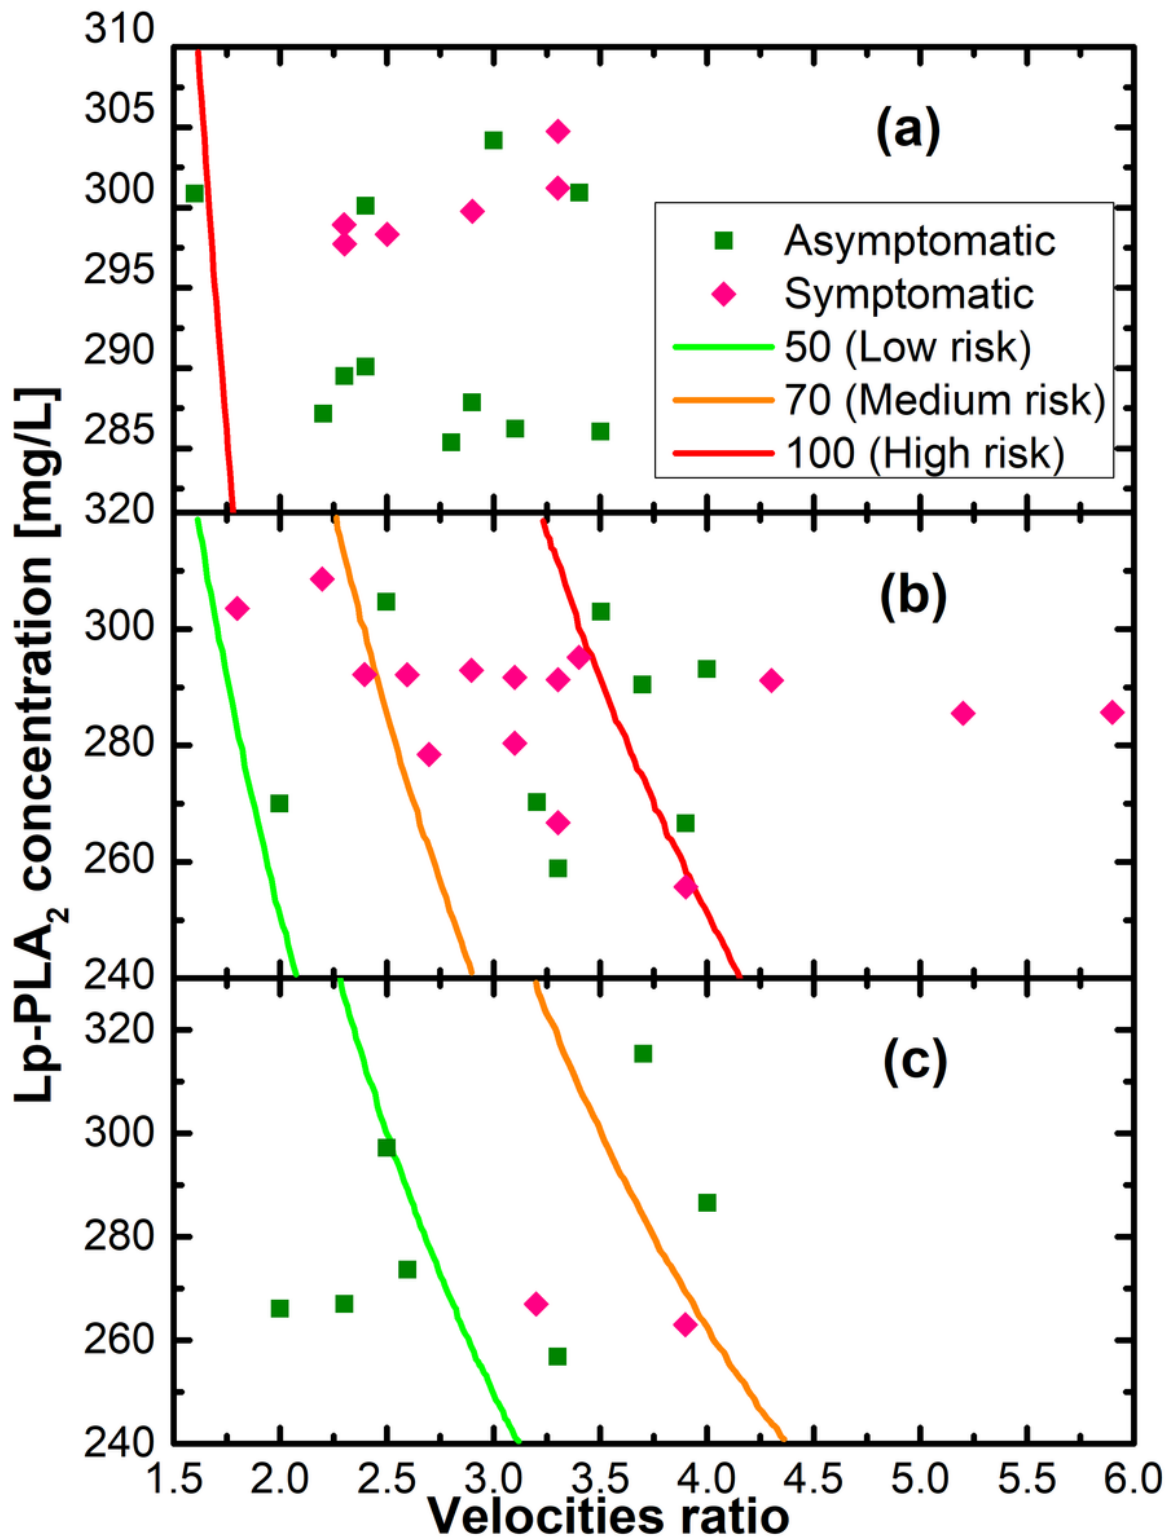 310
305
(a)
300
Asymptomatic
295
Symptomatic
50 (Low risk)
290
70 (Medium risk)
285
100 (High risk)
320
(b)
300
280
260
240
Lp-PLA₂ concentration [mg/L]
(c)
320
300
280
260
240
1.5 2.0 2.5 3.0 3.5 4.0 4.5 5.0 5.5 6.0
Velocities ratio